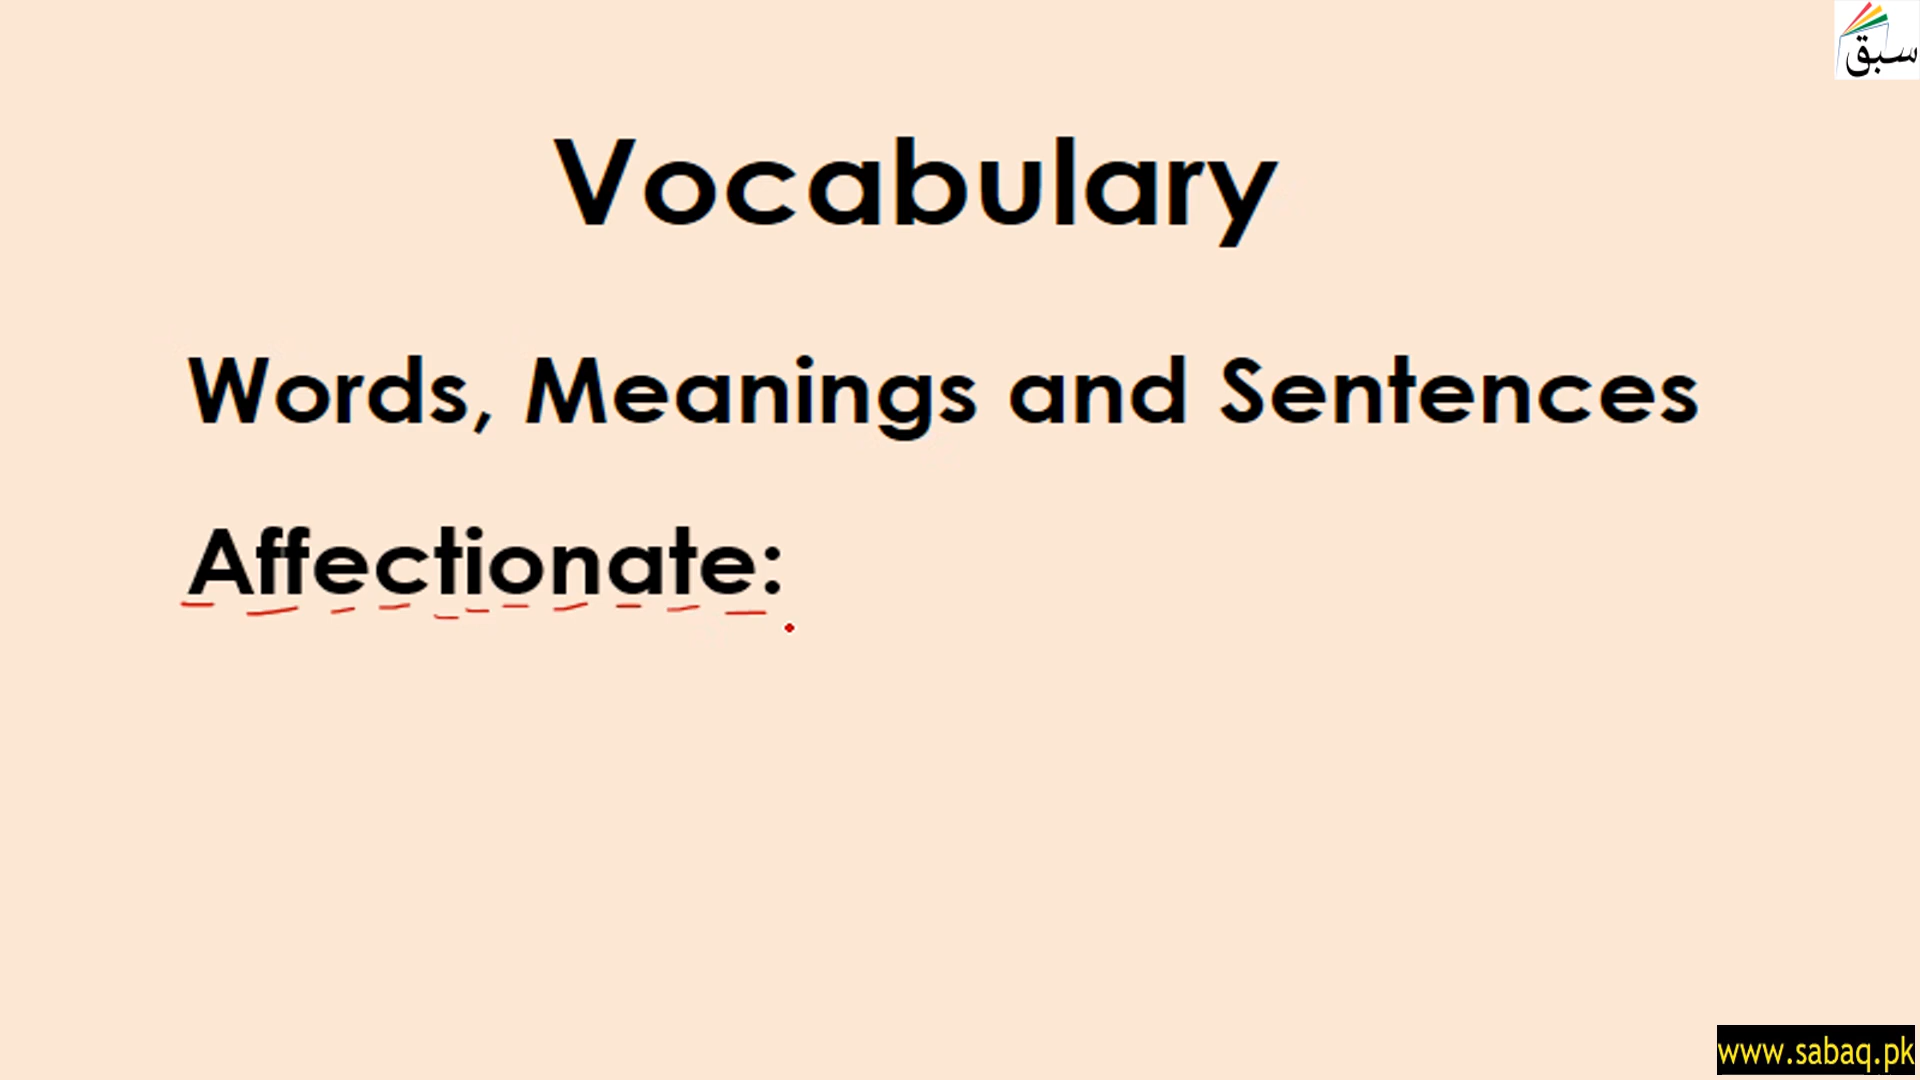 سبق
Vocabulary
Words, Meanings and Sentences
Affectionate:
www.sabaq.pk